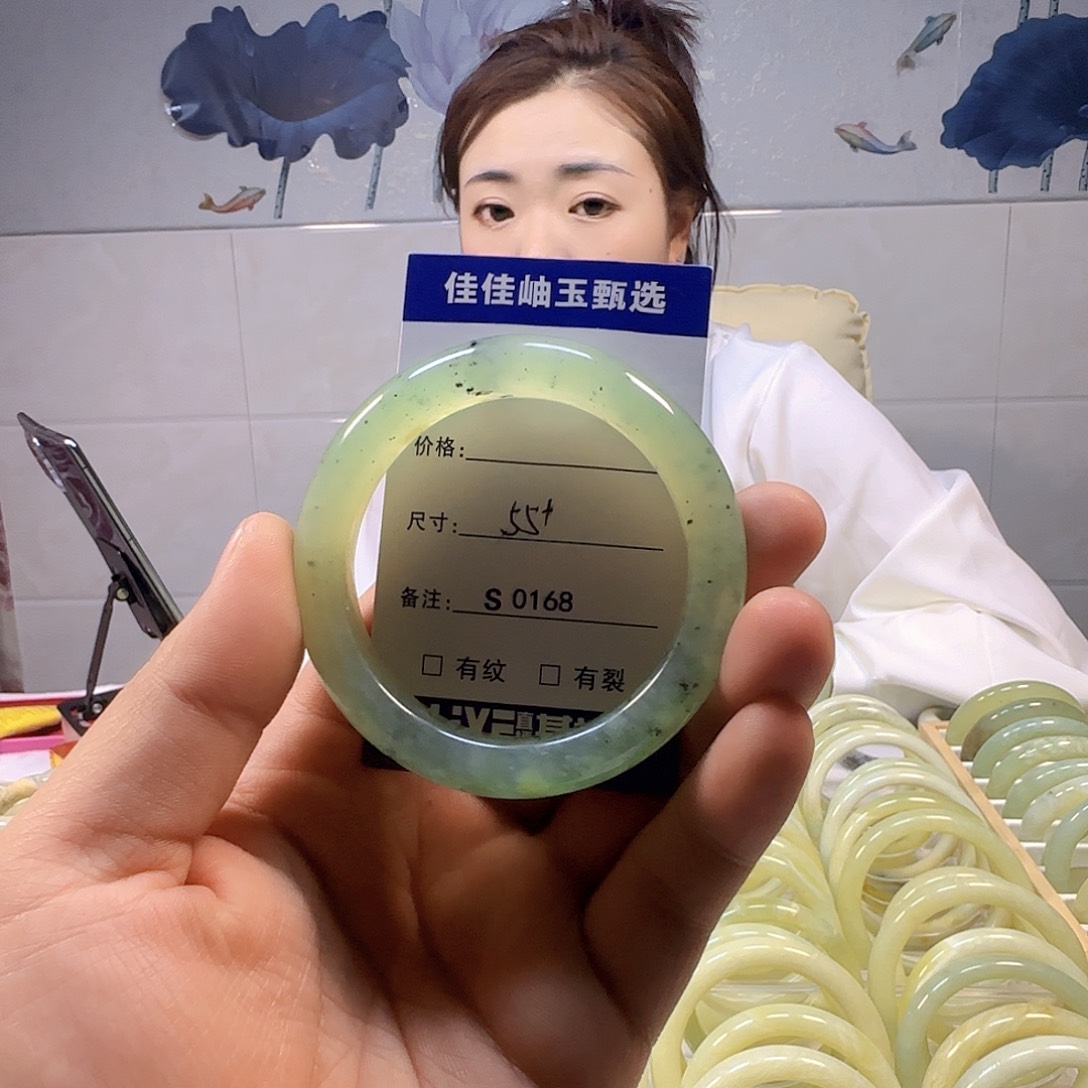 佳佳岫玉甄选
价格:
尺寸: 55+
备注: S 0168
□ 有纹 □ 有裂